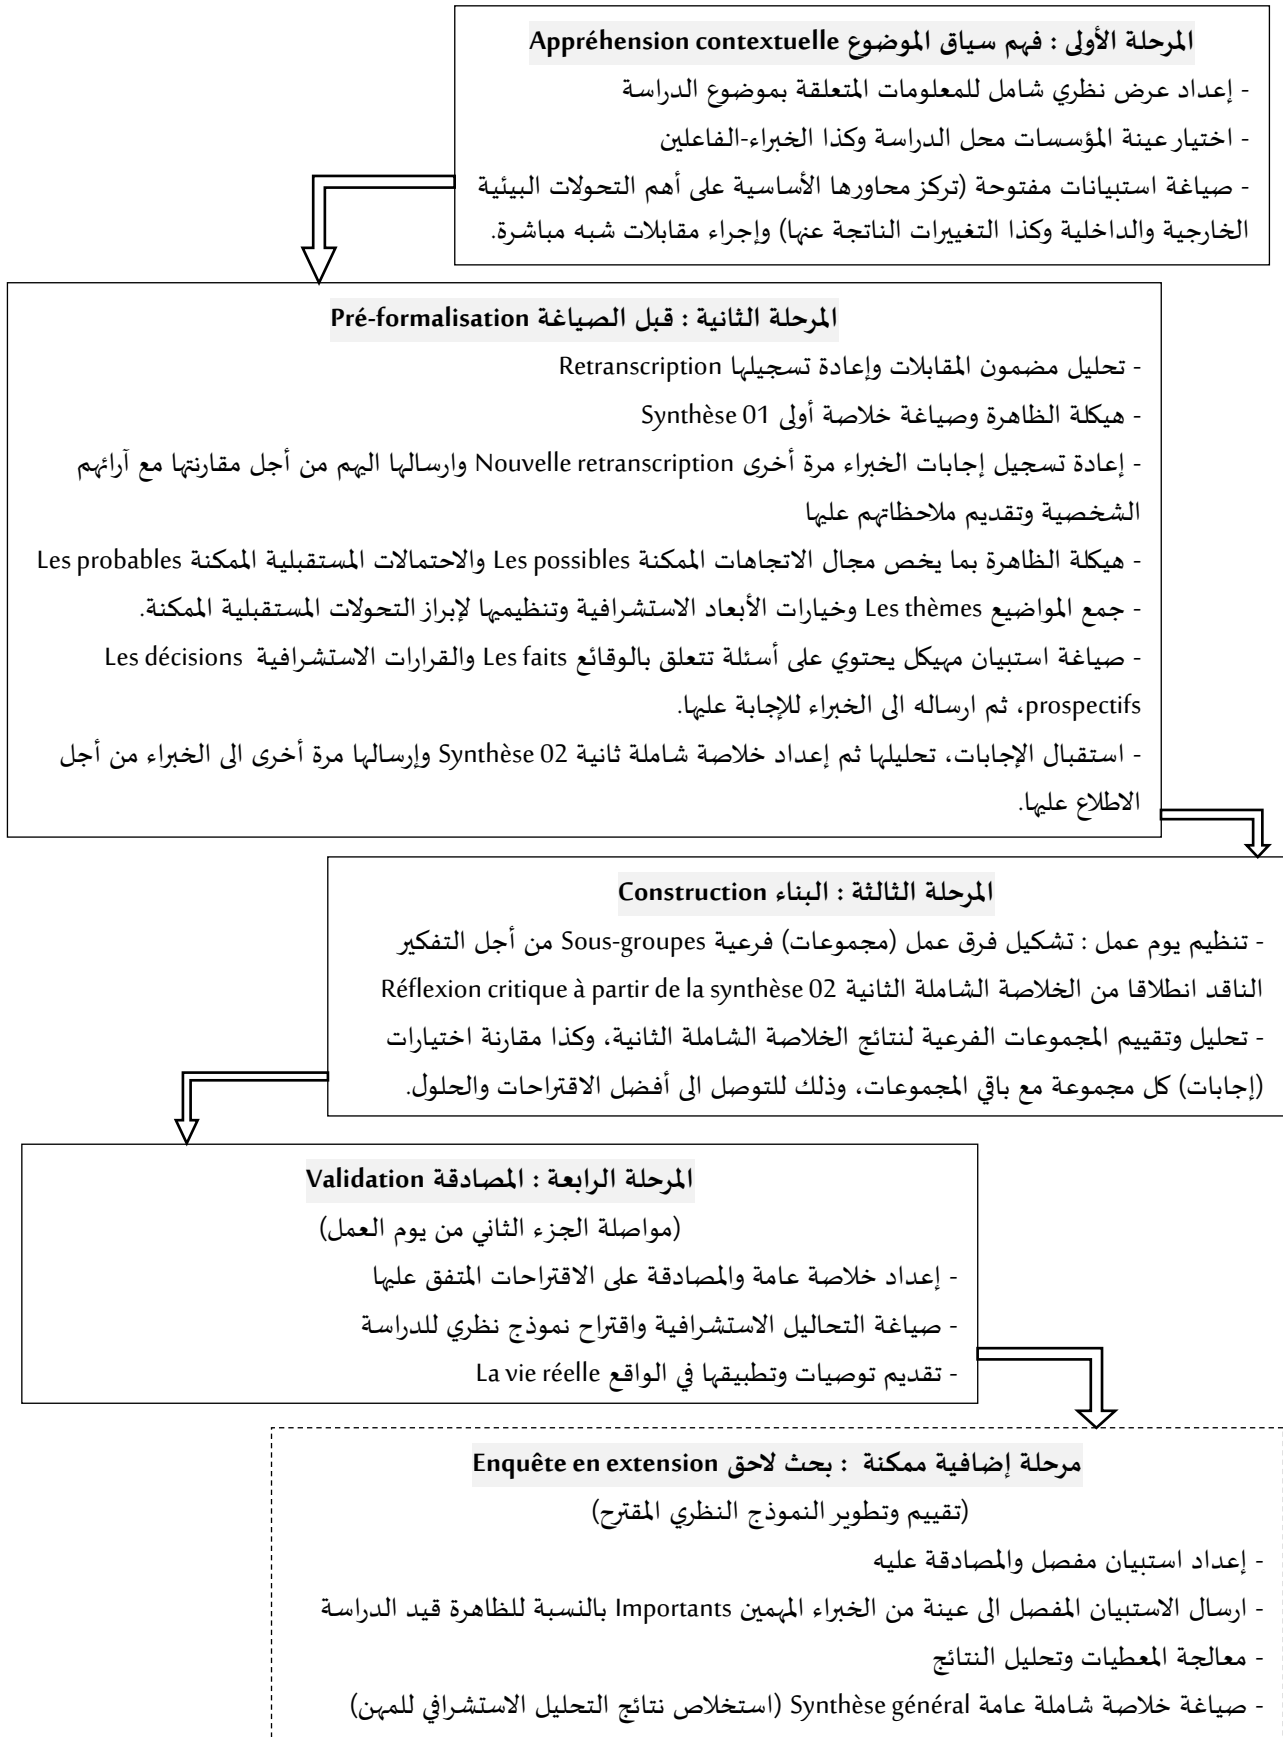 المرحلة الأولى : فهم سياق الموضوع Appréhension contextuelle
- إعداد عرض نظري شامل للمعلومات المتعلقة بموضوع الدراسة
- اختيار عينة المؤسسات محل الدراسة وكذا الخبراء-الفاعلين
- صياغة استبيانات مفتوحة (تركز محاورها الأساسية على أهم التحولات البيئية
الخارجية والداخلية وكذا التغييرات الناتجة عنها) وإجراء مقابلات شبه مباشرة.
المرحلة الثانية : قبل الصياغة Pré-formalisation
- تحليل مضمون المقابلات وإعادة تسجيلها Retranscription
- هيكلة الظاهرة وصياغة خلاصة أولى Synthèse 01
- إعادة تسجيل إجابات الخبراء مرة أخرى Nouvelle retranscription وارسالها اليهم من أجل مقارنتها مع آرائهم
الشخصية وتقديم ملاحظاتهم عليها
- هيكلة الظاهرة بما يخص مجال الاتجاهات الممكنة Les possibles والاحتمالات المستقبلية الممكنة Les probables
- جمع المواضيع Les thèmes وخيارات الأبعاد الاستشرافية وتنظيمها لإبراز التحولات المستقبلية الممكنة.
- صياغة استبيان مهيكل يحتوي على أسئلة تتعلق بالوقائع Les faits والقرارات الاستشرافية Les décisions
prospectifs، ثم ارساله الى الخبراء للإجابة عليها.
- استقبال الإجابات، تحليلها ثم إعداد خلاصة شاملة ثانية Synthèse 02 وإرسالها مرة أخرى الى الخبراء من أجل
الاطلاع عليها.
المرحلة الثالثة : البناء Construction
- تنظيم يوم عمل : تشكيل فرق عمل (مجموعات) فرعية Sous-groupes من أجل التفكير
الناقد انطلاقا من الخلاصة الشاملة الثانية Réflexion critique à partir de la synthèse 02
- تحليل وتقييم المجموعات الفرعية لنتائج الخلاصة الشاملة الثانية، وكذا مقارنة اختيارات
(إجابات) كل مجموعة مع باقي المجموعات، وذلك للتوصل الى أفضل الاقتراحات والحلول.
المرحلة الرابعة : المصادقة Validation
(مواصلة الجزء الثاني من يوم العمل)
- إعداد خلاصة عامة والمصادقة على الاقتراحات المتفق عليها
- صياغة التحاليل الاستشرافية واقتراح نموذج نظري للدراسة
- تقديم توصيات وتطبيقها في الواقع La vie réelle
مرحلة إضافية ممكنة : بحث لاحق Enquête en extension
(تقييم وتطوير النموذج النظري المقترح)
- إعداد استبيان مفصل والمصادقة عليه
- ارسال الاستبيان المفصل الى عينة من الخبراء المهمين Importants بالنسبة للظاهرة قيد الدراسة
- معالجة المعطيات وتحليل النتائج
- صياغة خلاصة شاملة عامة Synthèse général (استخلاص نتائج التحليل الاستشرافي للمهن)